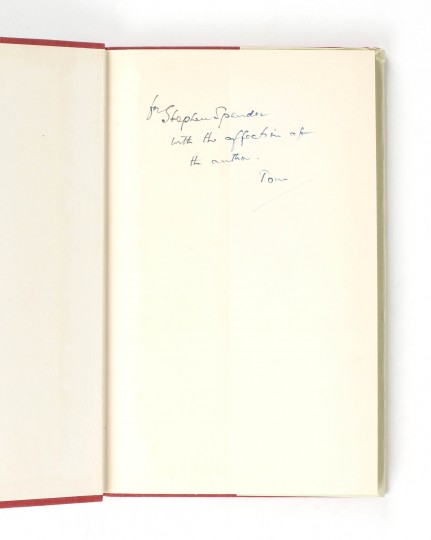 for Stephen Spender
with the affection of
the author.
Tom